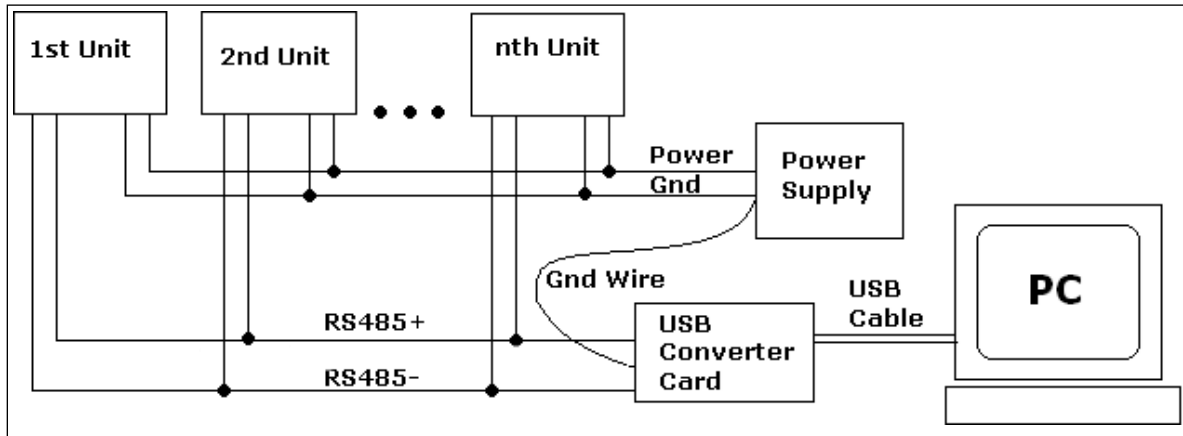 1st Unit
2nd Unit
nth Unit
Power
Gnd
Power
Supply
Gnd Wire
USB
Cable
PC
RS485+
RS485-
USB
Converter
Card